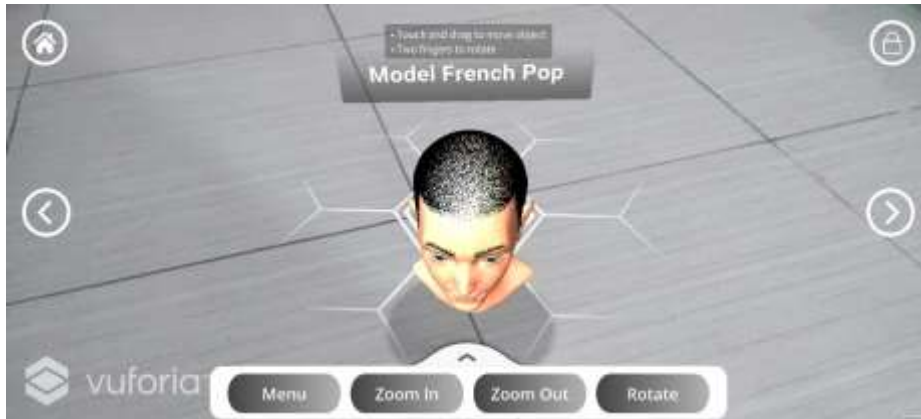 • Touch and drag to move object
• Two fingers to rotate
Model French Pop
vuforia
Menu
Zoom In
Zoom Out
Rotate